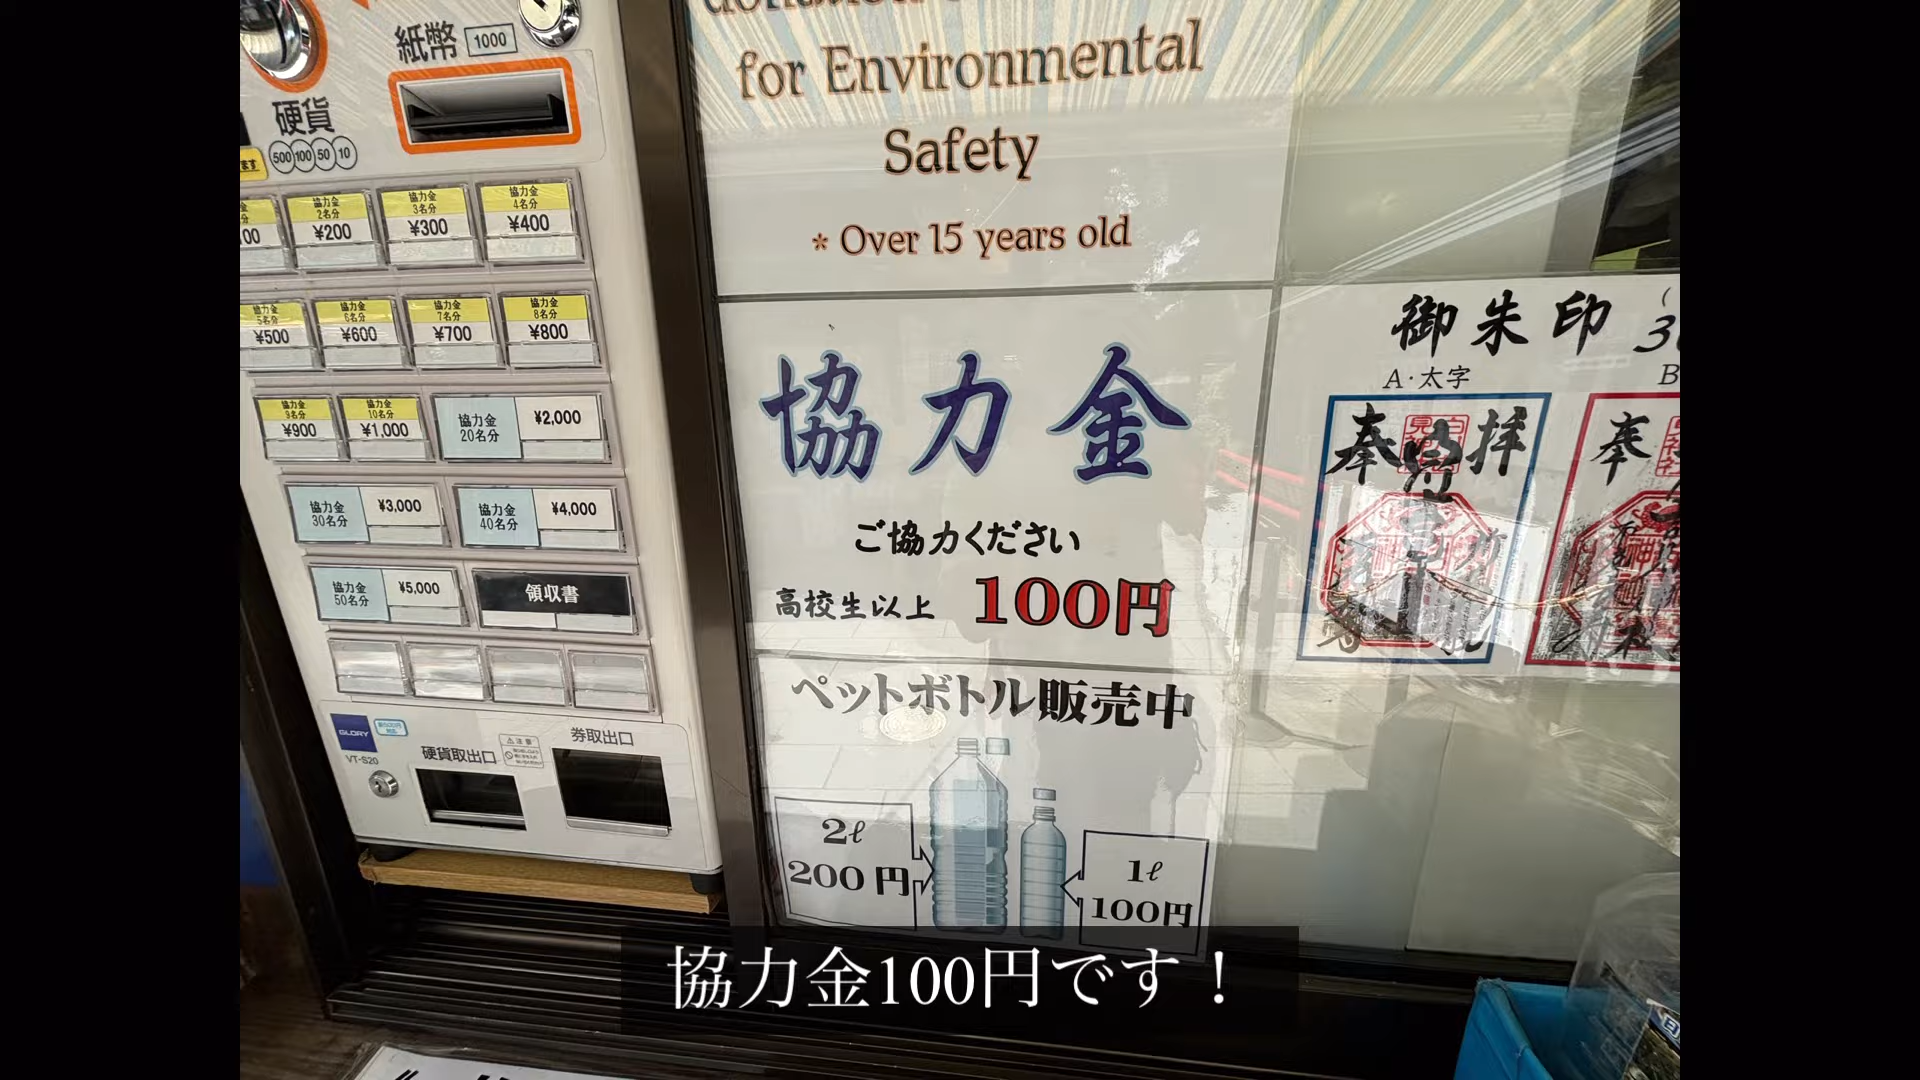 紙幣 1000
硬貨
500 100 50 10
ます
協力金 2名分 ¥200
協力金 3名分 ¥300
協力金 4名分 ¥400
協力金 5名分 ¥500
協力金 6名分 ¥600
協力金 7名分 ¥700
協力金 8名分 ¥800
協力金 9名分 ¥900
協力金 10名分 ¥1,000
協力金 20名分 ¥2,000
協力金 30名分 ¥3,000
協力金 40名分 ¥4,000
協力金 50名分 ¥5,000
領収書
GLORY
VT-S20
硬貨取出口
注意
券取出口
for Environmental
Safety
* Over 15 years old
協力金
ご協力ください
高校生以上 100円
ペットボトル販売中
2ℓ
200円
1ℓ
100円
御朱印
A・太字
B
奉拝
奉
協力金100円です！